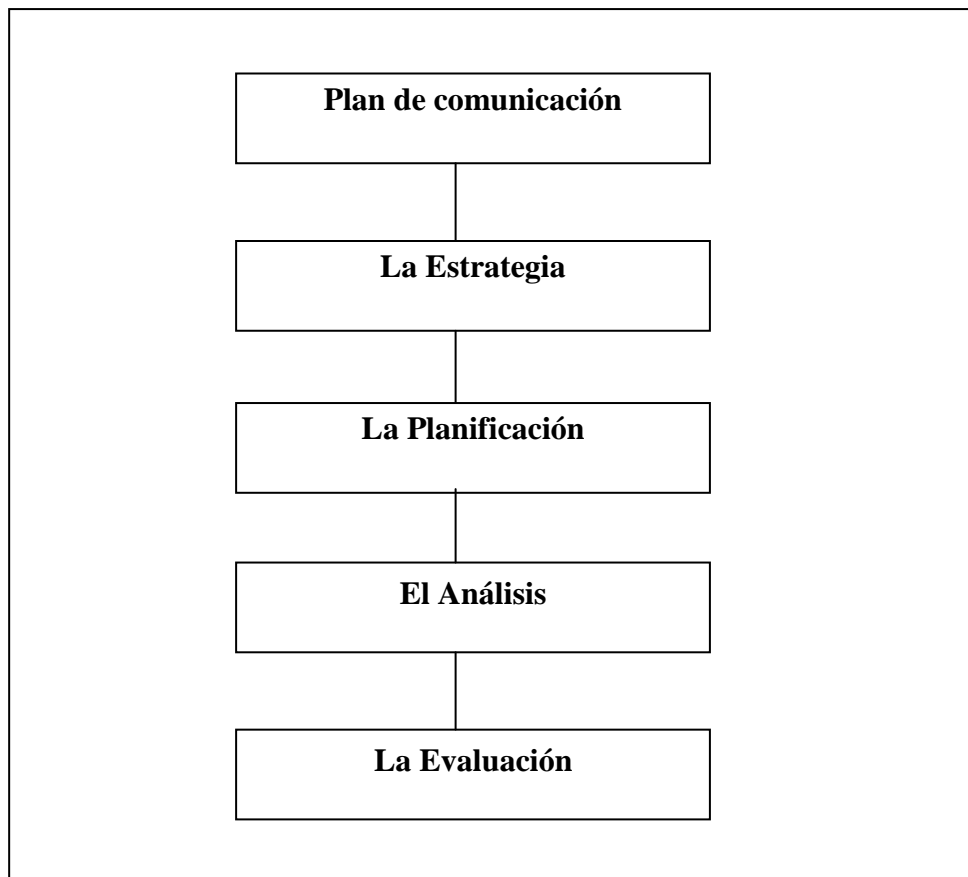 Plan de comunicación
La Estrategia
La Planificación
El Análisis
La Evaluación